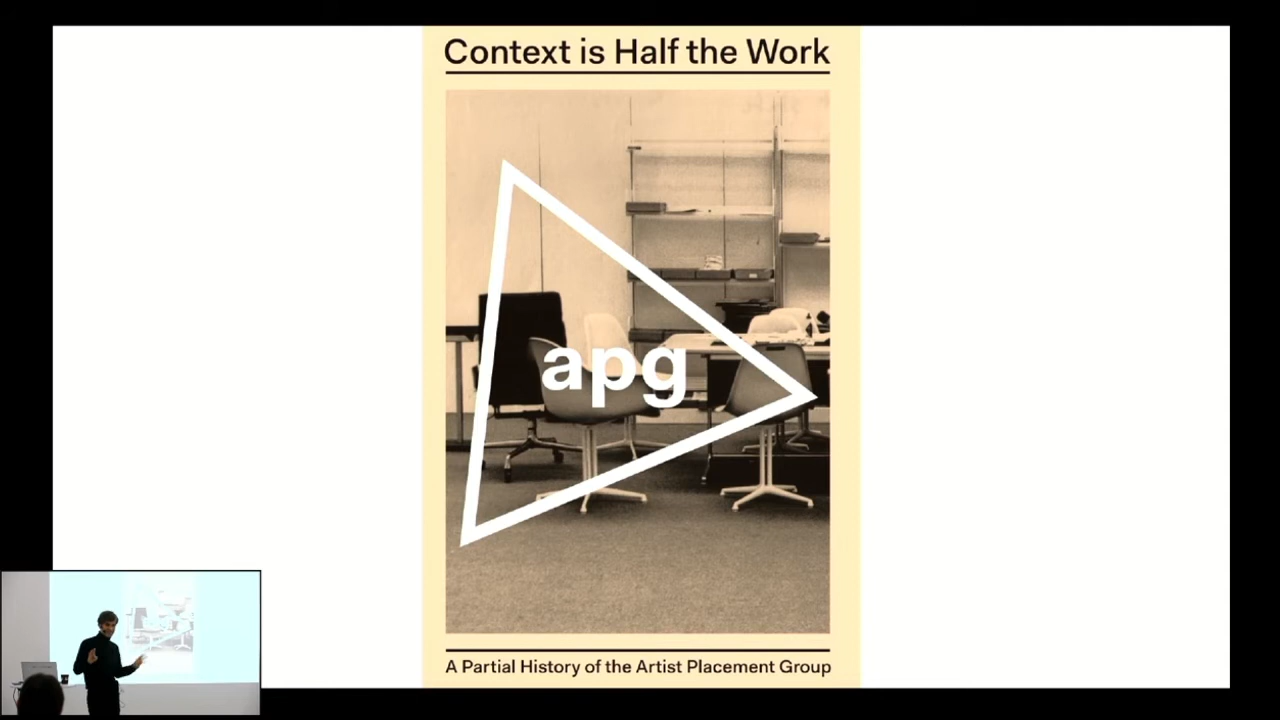 Context is Half the Work
apg
A Partial History of the Artist Placement Group